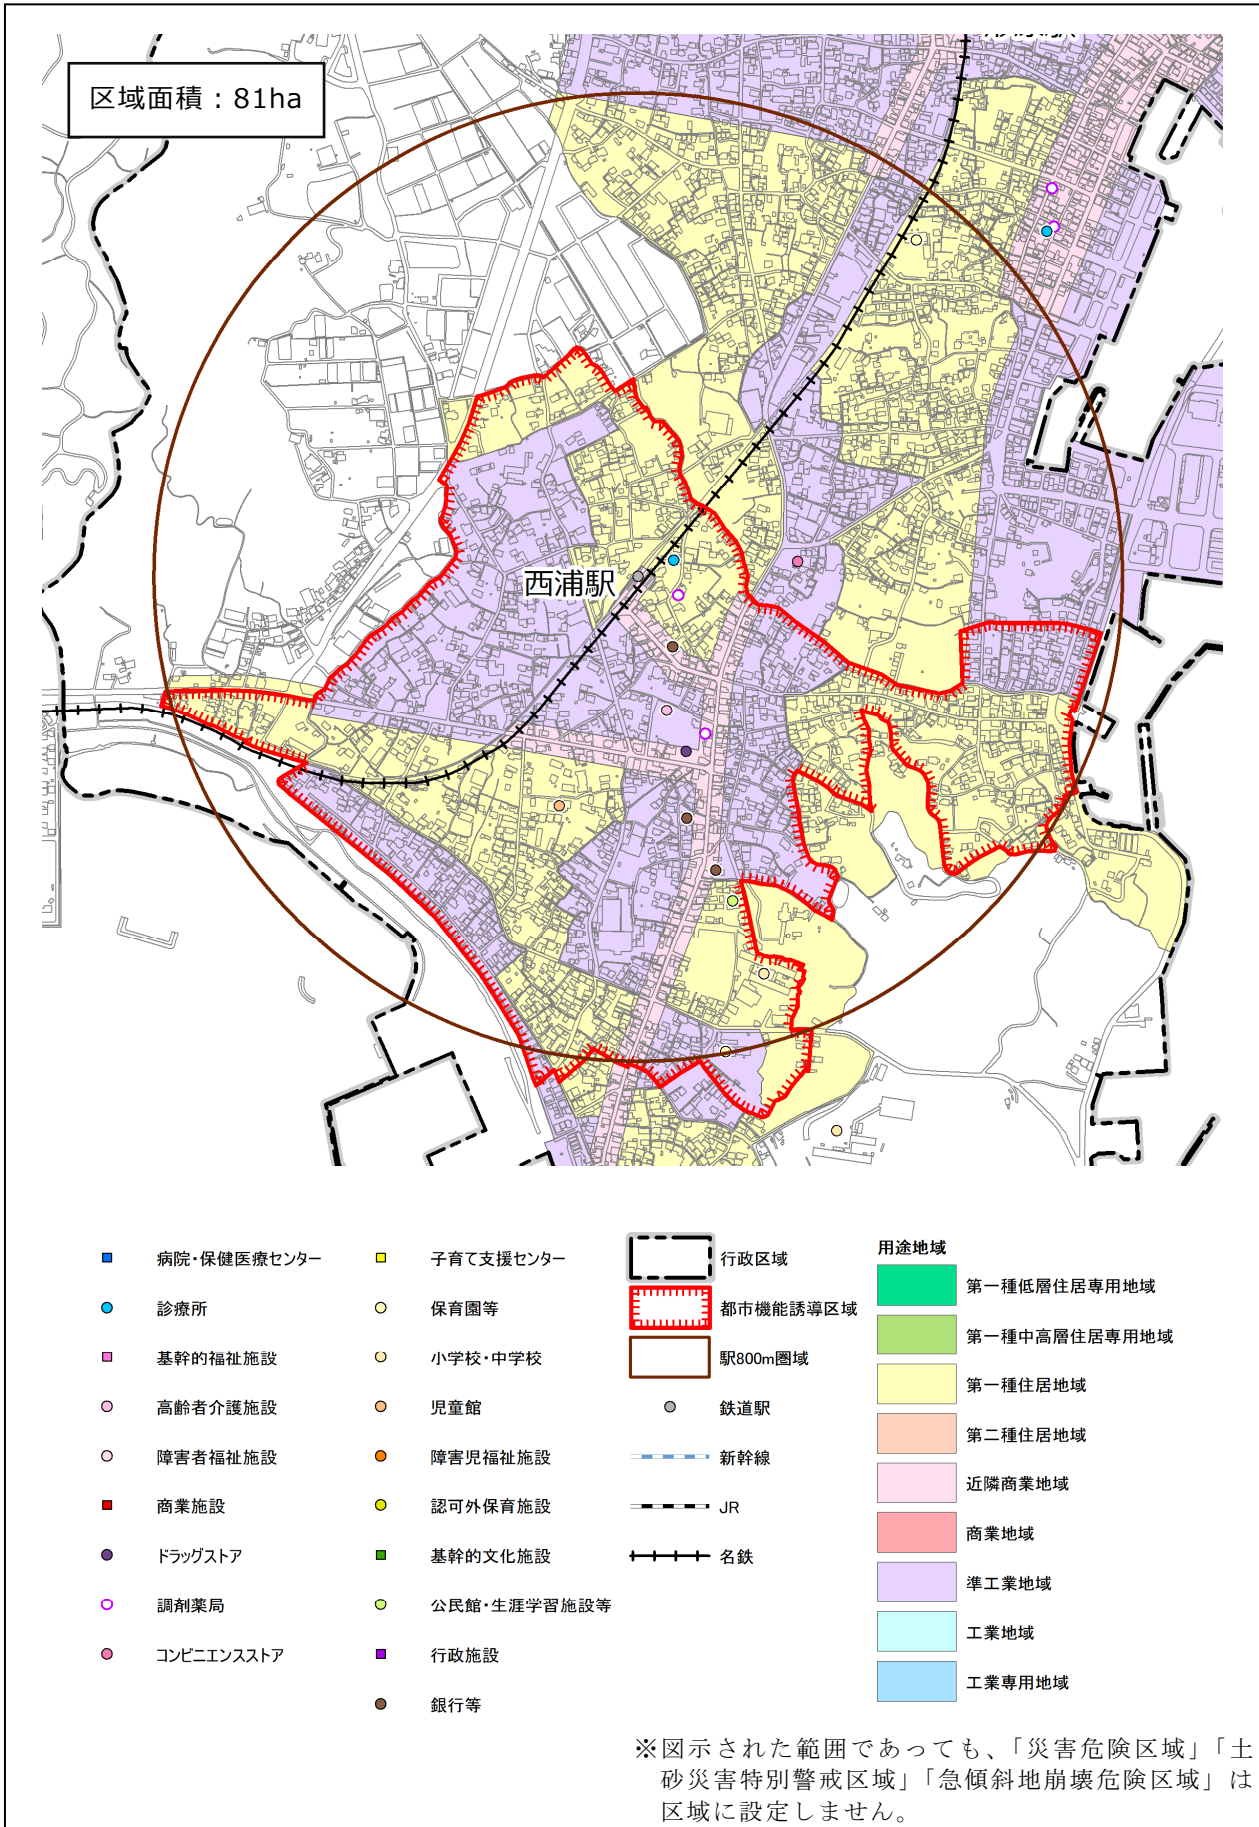 区域面積：81ha
西浦駅
病院・保健医療センター
診療所
基幹的福祉施設
高齢者介護施設
障害者福祉施設
商業施設
ドラッグストア
調剤薬局
コンビニエンスストア
子育て支援センター
保育園等
小学校・中学校
児童館
障害児福祉施設
認可外保育施設
基幹的文化施設
公民館・生涯学習施設等
行政施設
銀行等
行政区域
都市機能誘導区域
駅800m圏域
鉄道駅
新幹線
JR
名鉄
用途地域
第一種低層住居専用地域
第一種中高層住居専用地域
第一種住居地域
第二種住居地域
近隣商業地域
商業地域
準工業地域
工業地域
工業専用地域
※図示された範囲であっても、「災害危険区域」「土
砂災害特別警戒区域」「急傾斜地崩壊危険区域」は
区域に設定しません。